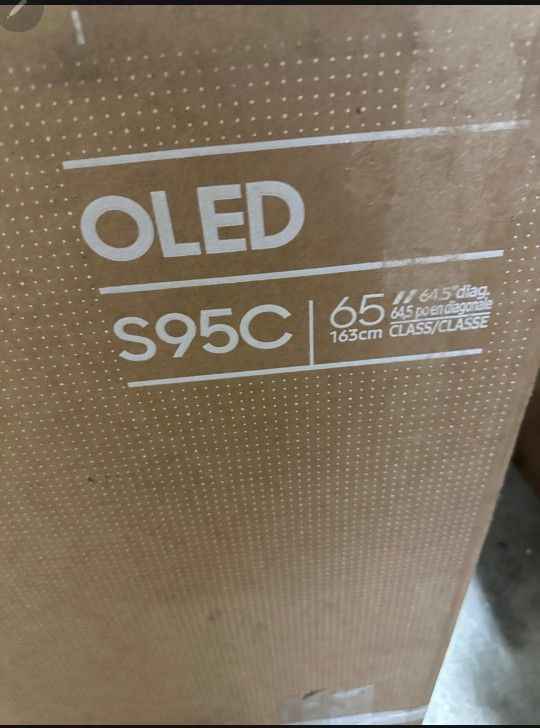 OLED
S95C
65" 64.5"diag.
64,5 po en diagonale
163cm CLASS/CLASSE